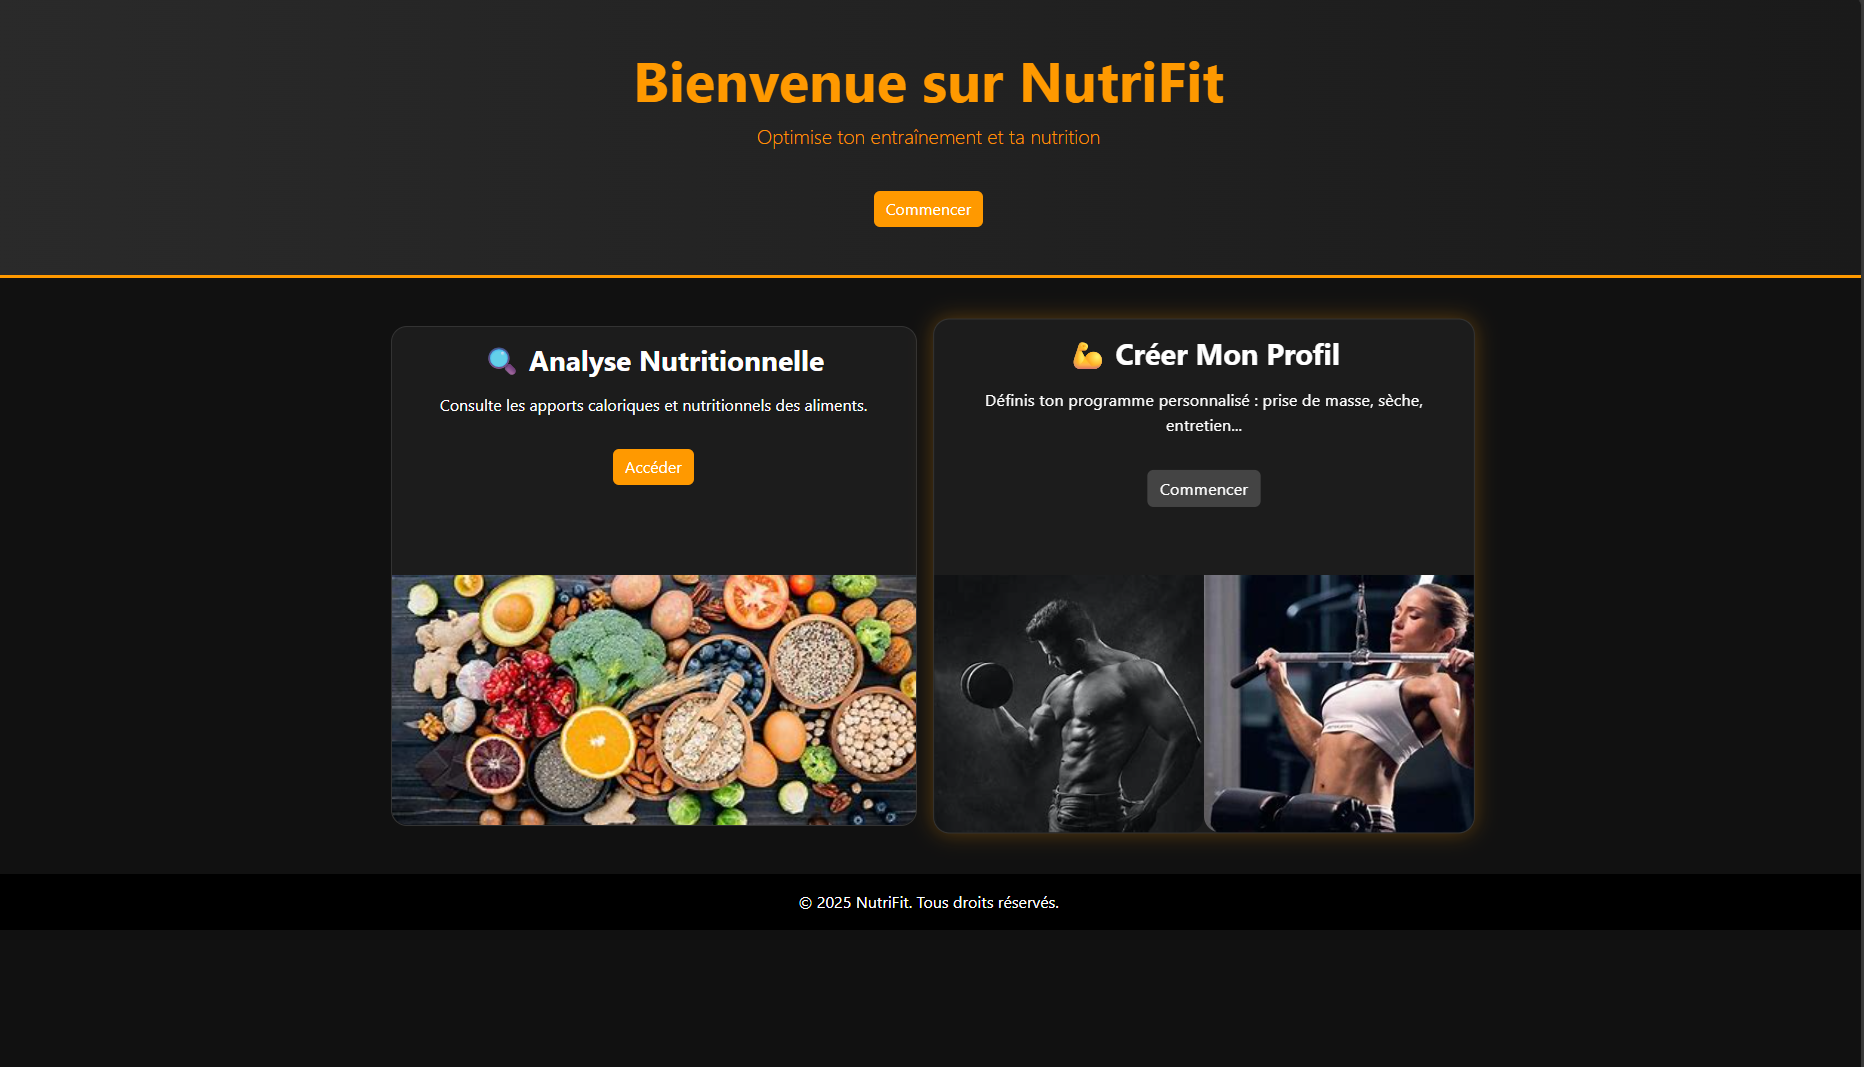 Bienvenue sur NutriFit
Optimise ton entraînement et ta nutrition
Commencer
🔍 Analyse Nutritionnelle
Consulte les apports caloriques et nutritionnels des aliments.
Accéder
💪 Créer Mon Profil
Définis ton programme personnalisé : prise de masse, sèche,
entretien...
Commencer
© 2025 NutriFit. Tous droits réservés.